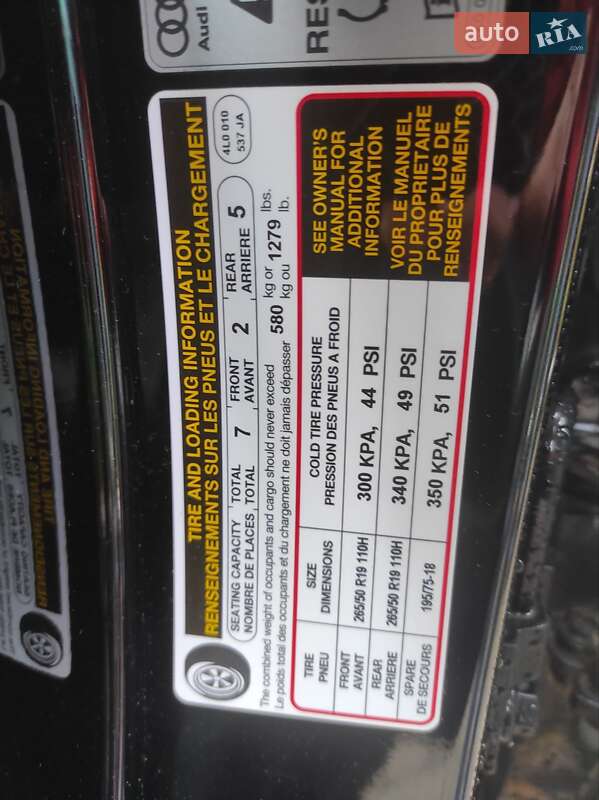 auto RIA .com
Audi
RES
TIRE AND LOADING INFORMATION
RENSEIGNEMENTS SUR LES PNEUS ET LE CHARGEMENT
4L0 010
537 JA
SEATING CAPACITY TOTAL 7 FRONT 2 REAR 5
NOMBRE DE PLACES TOTAL AVANT ARRIERE
The combined weight of occupants and cargo should never exceed 580 kg or 1279 lbs.
Le poids total des occupants et du chargement ne doit jamais dépasser kg ou lb.
TIRE SIZE COLD TIRE PRESSURE
PNEU DIMENSIONS PRESSION DES PNEUS A FROID
FRONT 265/50 R19 110H 300 KPA, 44 PSI
AVANT
REAR 265/50 R19 110H 340 KPA, 49 PSI
ARRIERE
SPARE 195/75-18 350 KPA, 51 PSI
DE SECOURS
SEE OWNER'S
MANUAL FOR
ADDITIONAL
INFORMATION
VOIR LE MANUEL
DU PROPRIETAIRE
POUR PLUS DE
RENSEIGNEMENTS